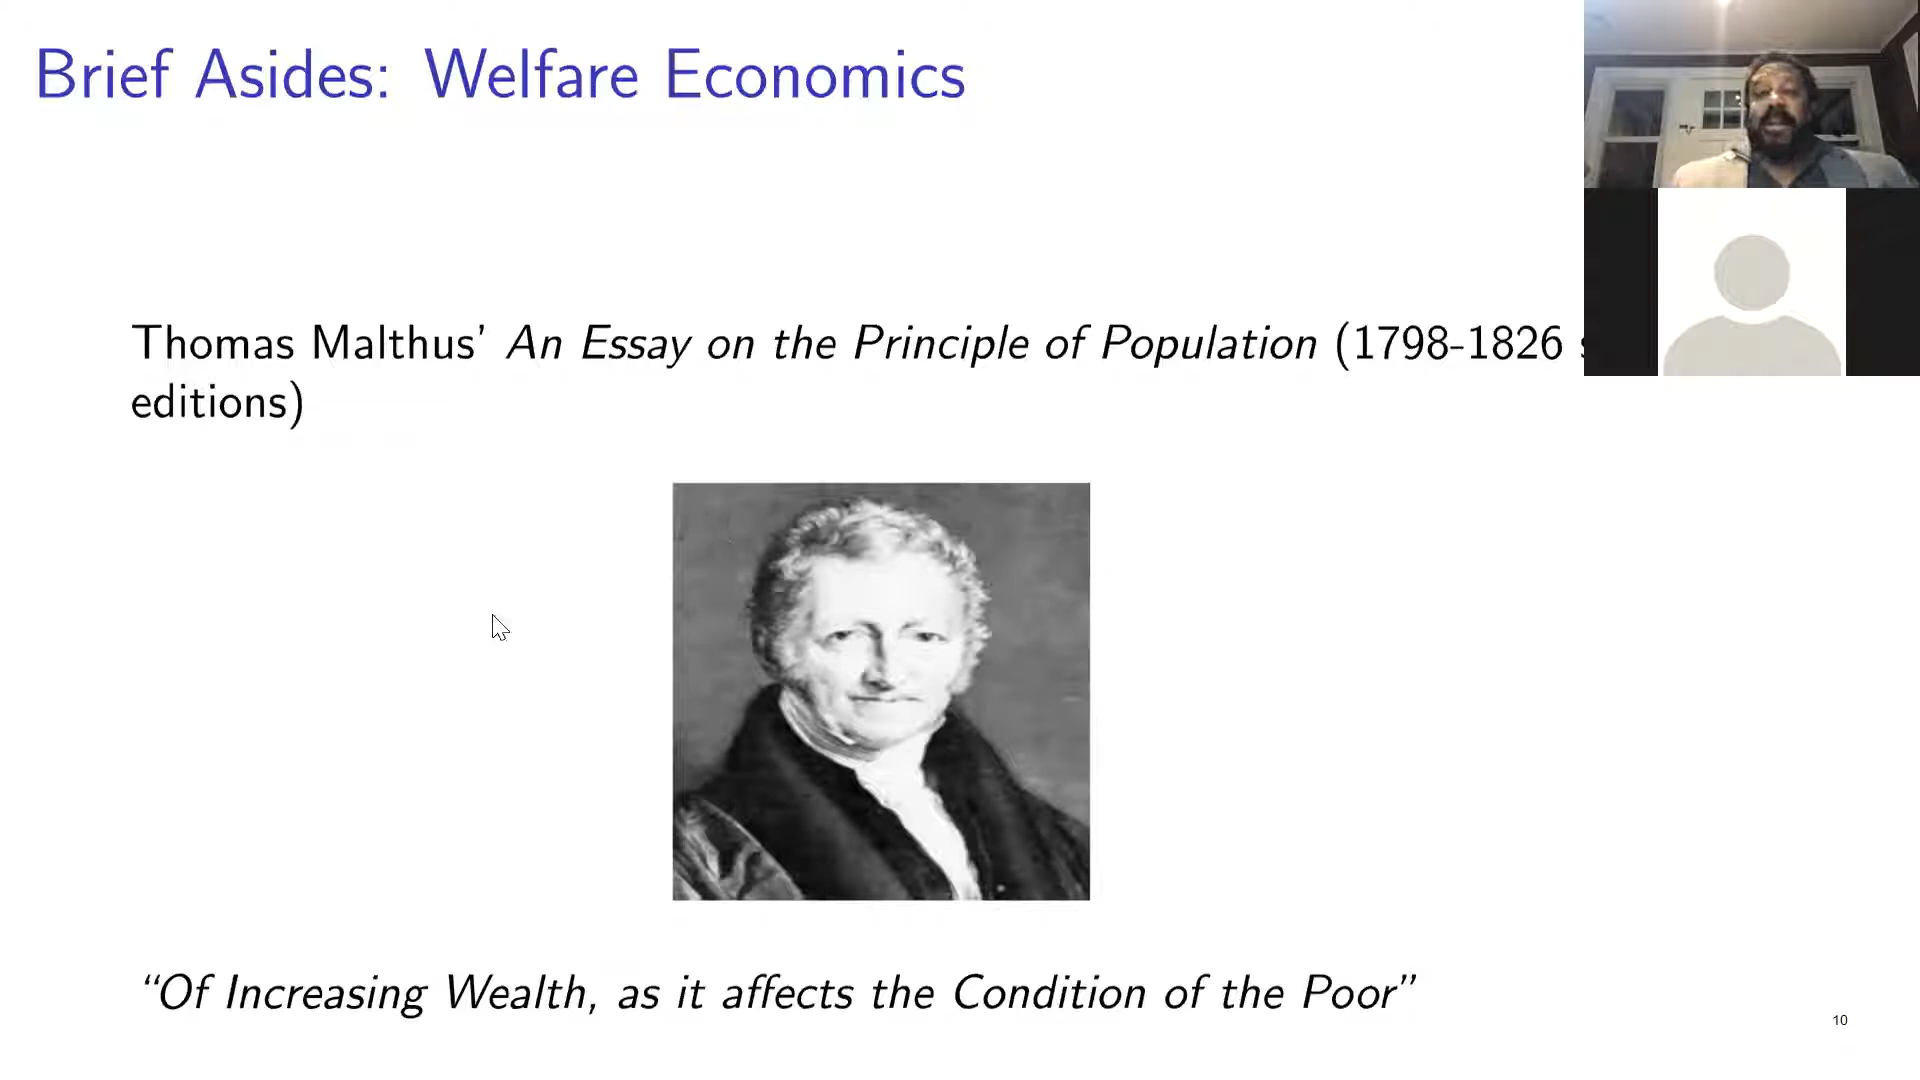 Brief Asides: Welfare Economics
Thomas Malthus’ An Essay on the Principle of Population (1798-1826
editions)
“Of Increasing Wealth, as it affects the Condition of the Poor”
10